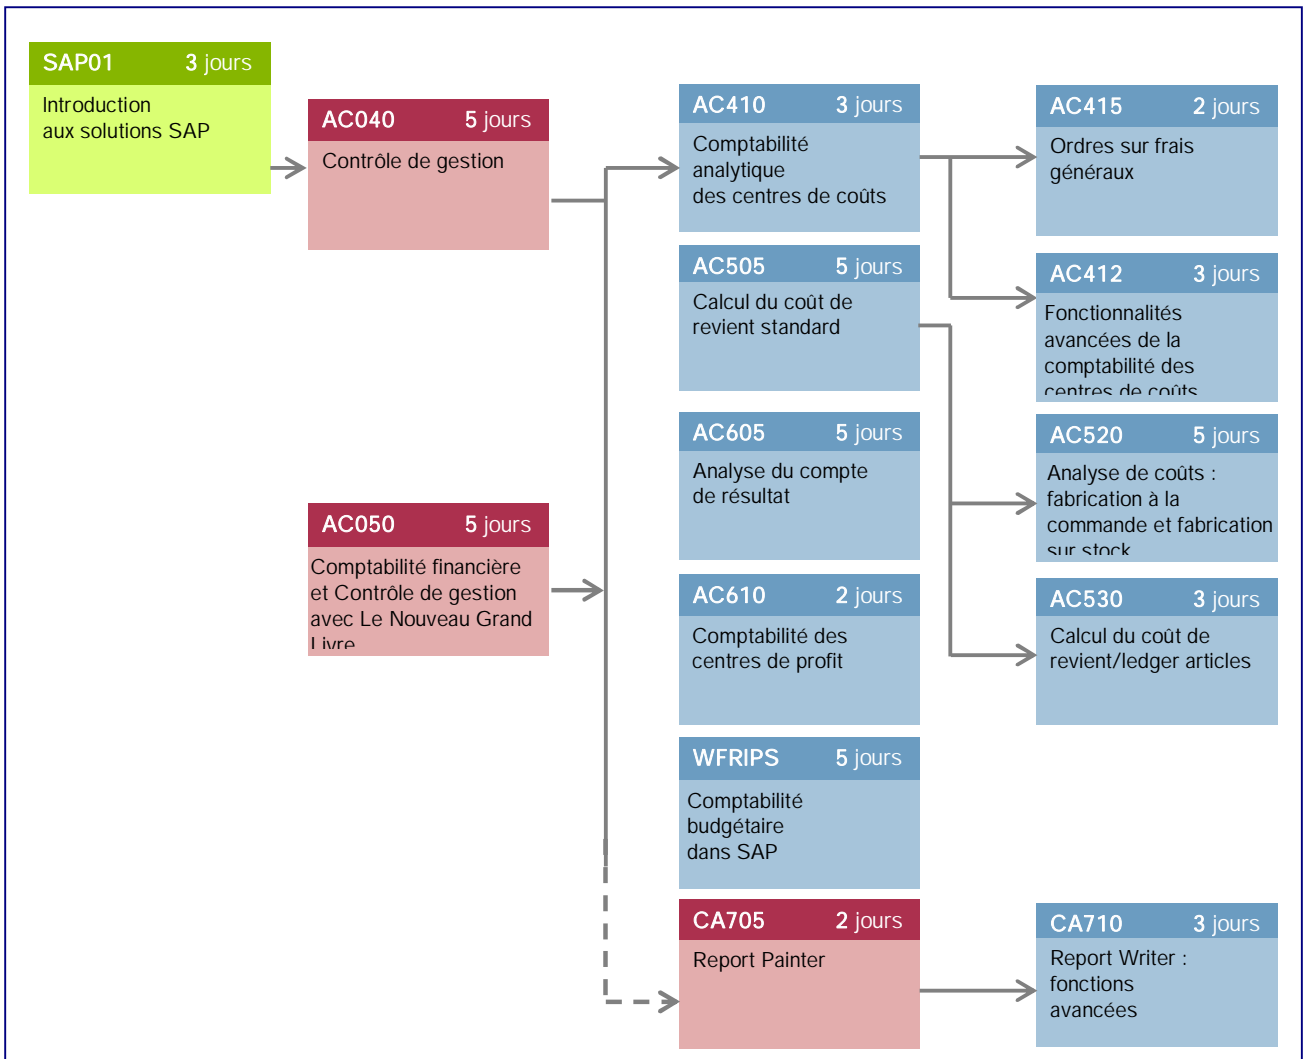 SAP01 3 jours
Introduction
aux solutions SAP
AC040 5 jours
Contrôle de gestion
AC050 5 jours
Comptabilité financière
et Contrôle de gestion
avec Le Nouveau Grand
Livre
AC410 3 jours
Comptabilité
analytique
des centres de coûts
AC505 5 jours
Calcul du coût de
revient standard
AC605 5 jours
Analyse du compte
de résultat
AC610 2 jours
Comptabilité des
centres de profit
WFRIPS 5 jours
Comptabilité
budgétaire
dans SAP
CA705 2 jours
Report Painter
AC415 2 jours
Ordres sur frais
généraux
AC412 3 jours
Fonctionnalités
avancées de la
comptabilité des
centres de coûts
AC520 5 jours
Analyse de coûts :
fabrication à la
commande et fabrication
sur stock
AC530 3 jours
Calcul du coût de
revient/ledger articles
CA710 3 jours
Report Writer :
fonctions
avancées